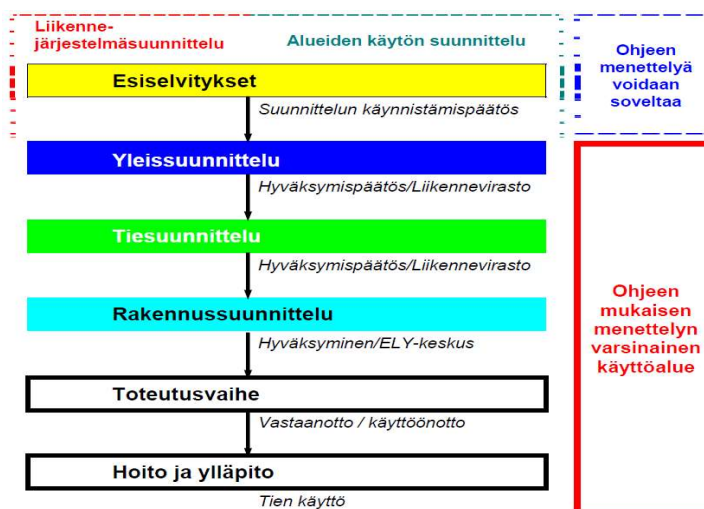 Liikenne-
järjestelmäsuunnittelu
Alueiden käytön suunnittelu
Ohjeen
menettelyä
voidaan
soveltaa
Esiselvitykset
Suunnittelun käynnistämispäätös
Yleissuunnittelu
Hyväksymispäätös/Liikennevirasto
Tiesuunnittelu
Hyväksymispäätös/Liikennevirasto
Rakennussuunnittelu
Hyväksyminen/ELY-keskus
Toteutusvaihe
Vastaanotto / käyttöönotto
Hoito ja ylläpito
Tien käyttö
Ohjeen
mukaisen
menettelyn
varsinainen
käyttöalue